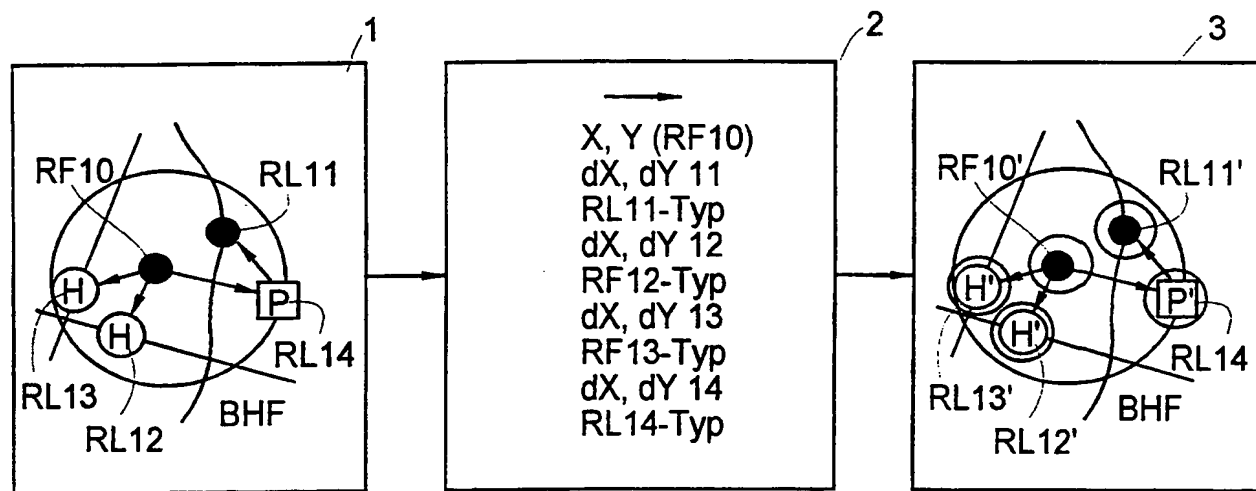 1
RF10
RL11
H
H
P
RL14
RL13
RL12
BHF
2
X, Y (RF10)
dX, dY 11
RL11-Typ
dX, dY 12
RF12-Typ
dX, dY 13
RF13-Typ
dX, dY 14
RL14-Typ
3
RF10'
RL11'
H'
H'
P'
RL14
RL13'
RL12'
BHF